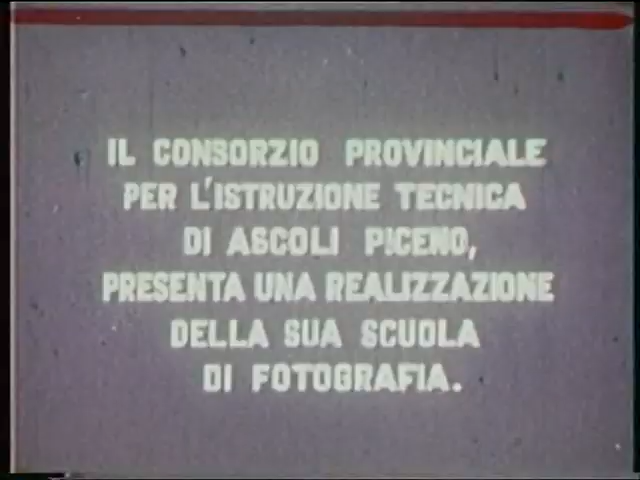 IL CONSORZIO PROVINCIALE
PER L'ISTRUZIONE TECNICA
DI ASCOLI PICENO,
PRESENTA UNA REALIZZAZIONE
DELLA SUA SCUOLA
DI FOTOGRAFIA.